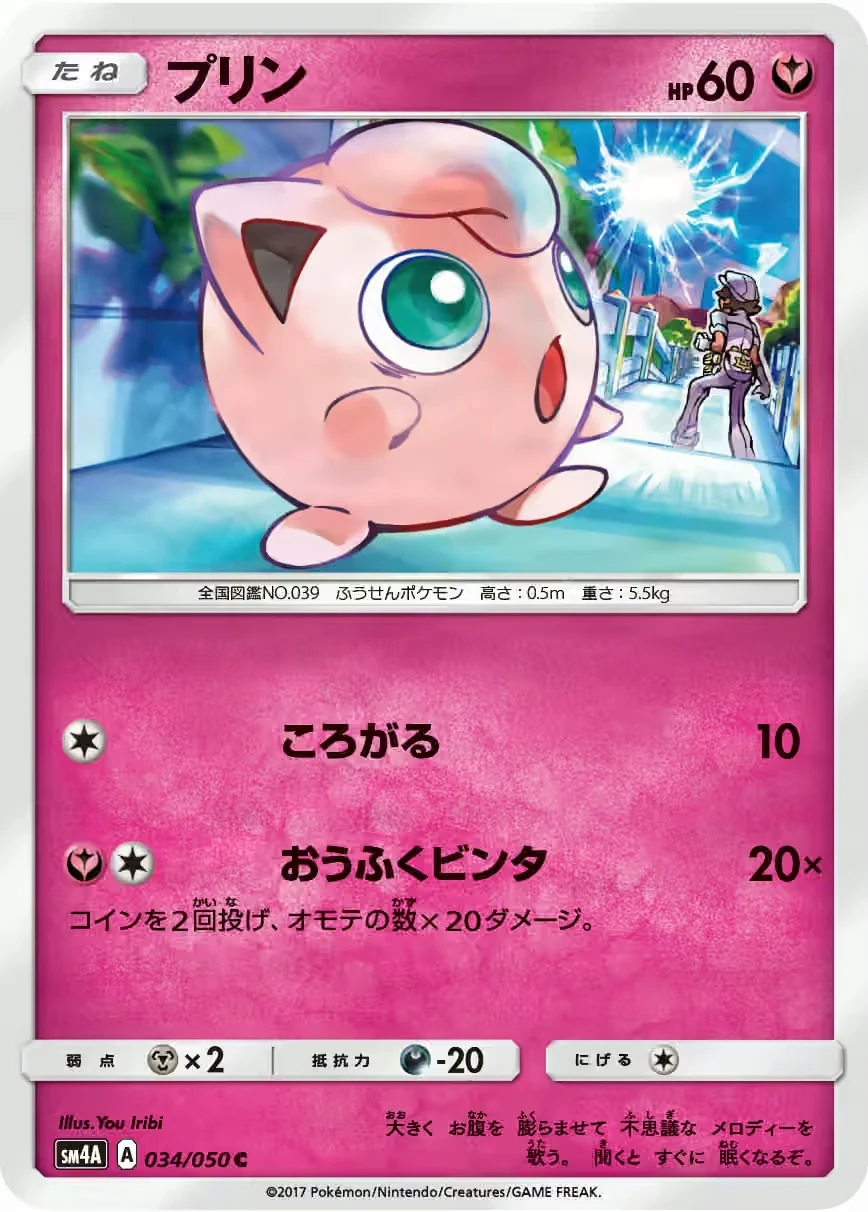 たね プリン HP60
全国図鑑NO.039 ふうせんポケモン 高さ：0.5m 重さ：5.5kg
ころがる 10
おうふくビンタ 20×
コインを2回投げ、オモテの数×20ダメージ。
弱点 ×2 抵抗力 -20 にげる
Illus.You Iribi
大きく お腹を 膨らませて 不思議な メロディーを
歌う。 聞くと すぐに 眠くなるぞ。
SM4A A 034/050 C
©2017 Pokémon/Nintendo/Creatures/GAME FREAK.